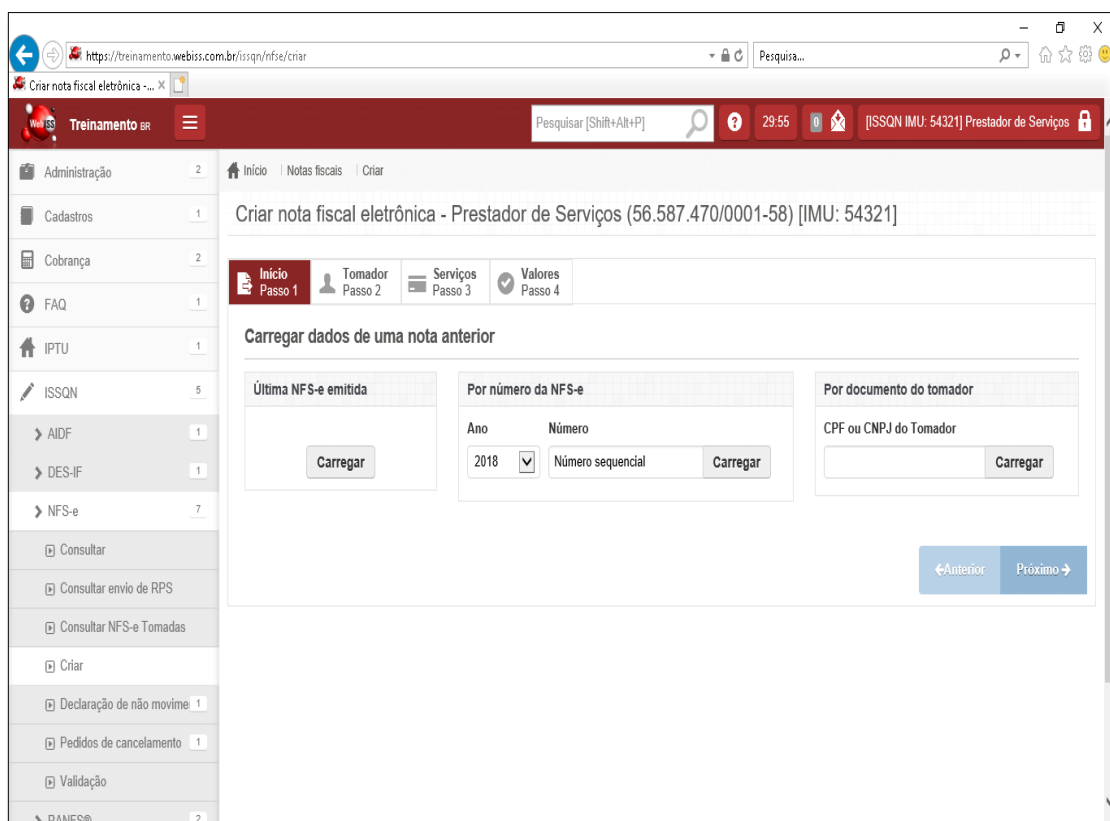 https://treinamento.webiss.com.br/issqn/nfse/criar
Pesquisa...
Criar nota fiscal eletrônica -...
WebISS
Treinamento BR
Pesquisar [Shift+Alt+P]
29:55
0
[ISSQN IMU: 54321] Prestador de Serviços
Administração 2
Cadastros 1
Cobrança 2
FAQ 1
IPTU 1
ISSQN 5
AIDF 1
DES-IF 1
NFS-e 7
Consultar
Consultar envio de RPS
Consultar NFS-e Tomadas
Criar
Declaração de não movime 1
Pedidos de cancelamento 1
Validação
RANFS® 2
Início | Notas fiscais | Criar
Criar nota fiscal eletrônica - Prestador de Serviços (56.587.470/0001-58) [IMU: 54321]
Início
Passo 1
Tomador
Passo 2
Serviços
Passo 3
Valores
Passo 4
Carregar dados de uma nota anterior
Última NFS-e emitida
Carregar
Por número da NFS-e
Ano
Número
2018
Número sequencial
Carregar
Por documento do tomador
CPF ou CNPJ do Tomador
Carregar
Anterior
Próximo